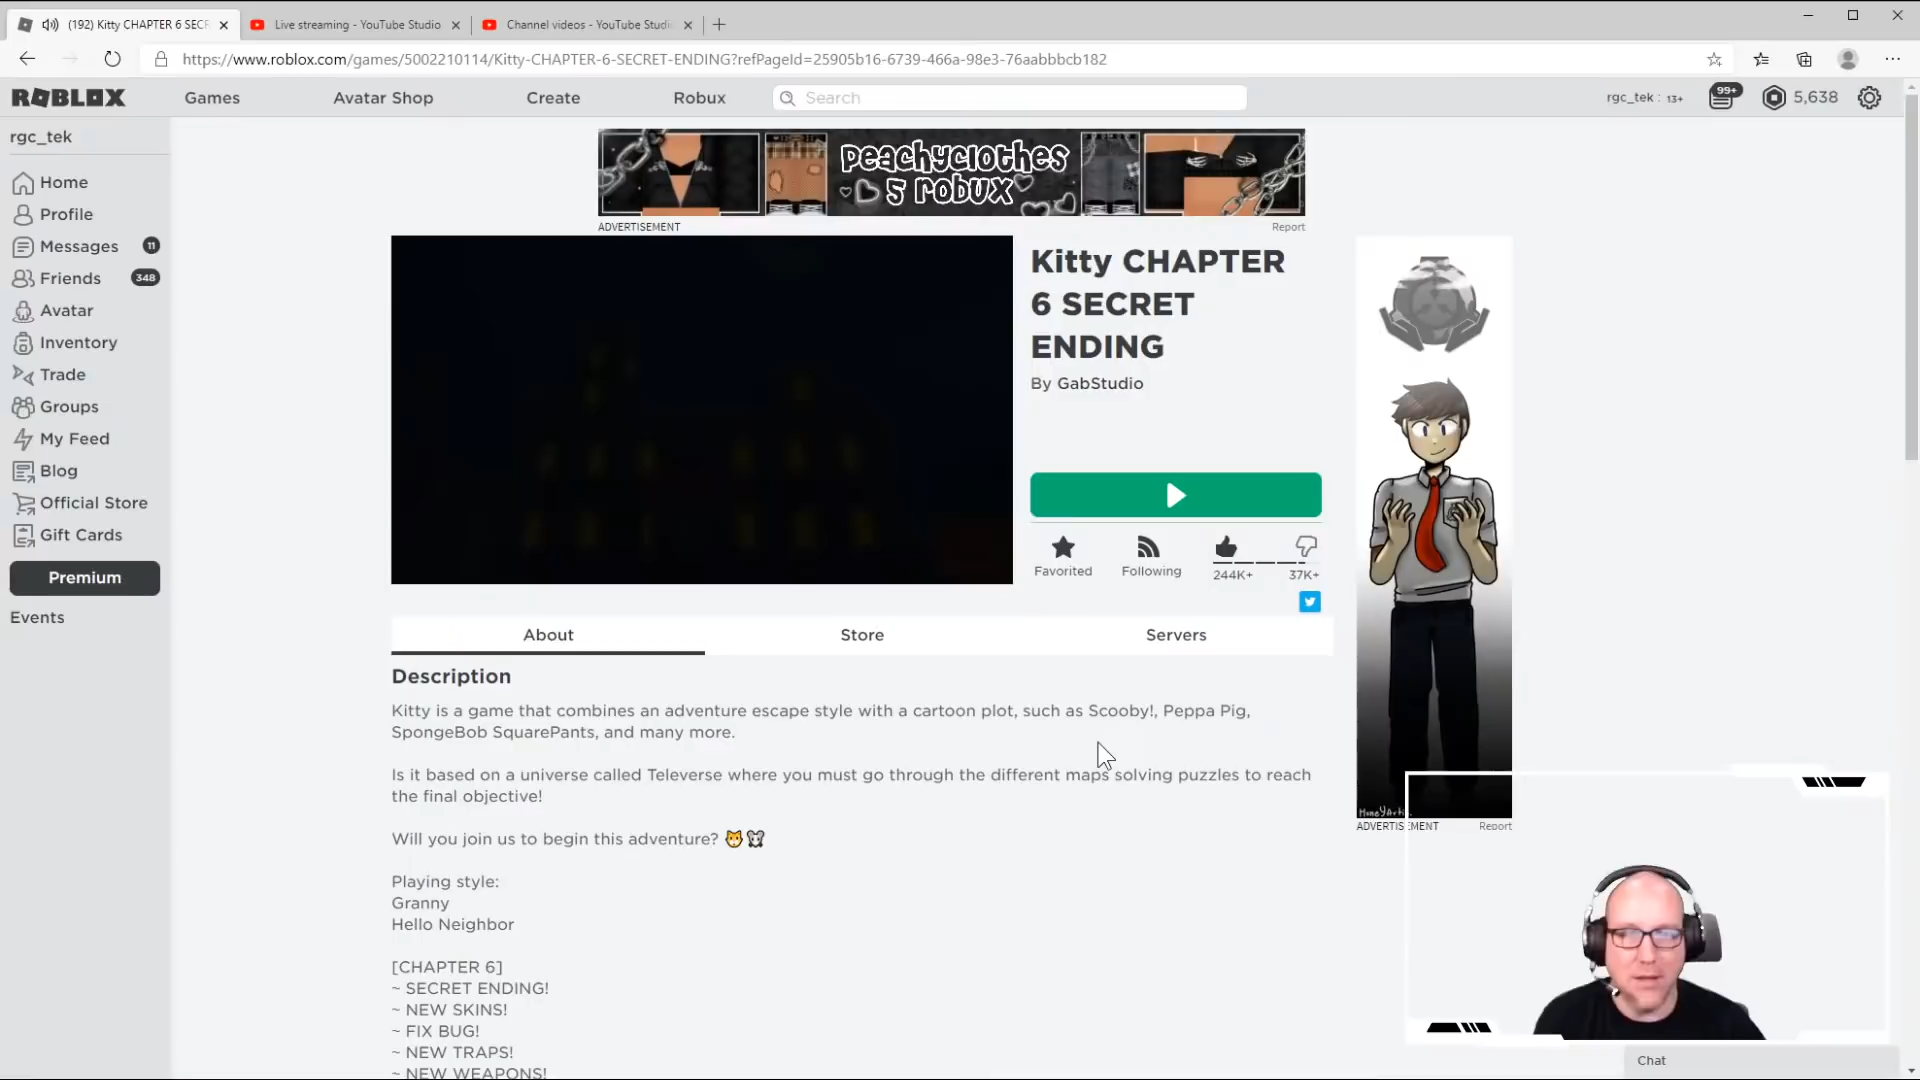 (192) Kitty CHAPTER 6 SECR
Live streaming - YouTube Studio
Channel videos - YouTube Studi
https://www.roblox.com/games/5002210114/Kitty-CHAPTER-6-SECRET-ENDING?refPageId=25905b16-6739-466a-98e3-76aabbbcb182
ROBLOX
Games
Avatar Shop
Create
Robux
Search
rgc_tek : 13+
99+
5,638
rgc_tek
Home
Profile
Messages 11
Friends 348
Avatar
Inventory
Trade
Groups
My Feed
Blog
Official Store
Gift Cards
Premium
Events
PEACHYCLOTHES
5 ROBUX
ADVERTISEMENT
Report
Kitty CHAPTER
6 SECRET
ENDING
By GabStudio
Favorited
Following
244K+
37K+
About
Store
Servers
Description
Kitty is a game that combines an adventure escape style with a cartoon plot, such as Scooby!, Peppa Pig,
SpongeBob SquarePants, and many more.
Is it based on a universe called Televerse where you must go through the different maps solving puzzles to reach
the final objective!
Will you join us to begin this adventure? 🐱🐭
Playing style:
Granny
Hello Neighbor
[CHAPTER 6]
~ SECRET ENDING!
~ NEW SKINS!
~ FIX BUG!
~ NEW TRAPS!
~ NEW WEAPONS!
ADVERTISEMENT
Report
Chat